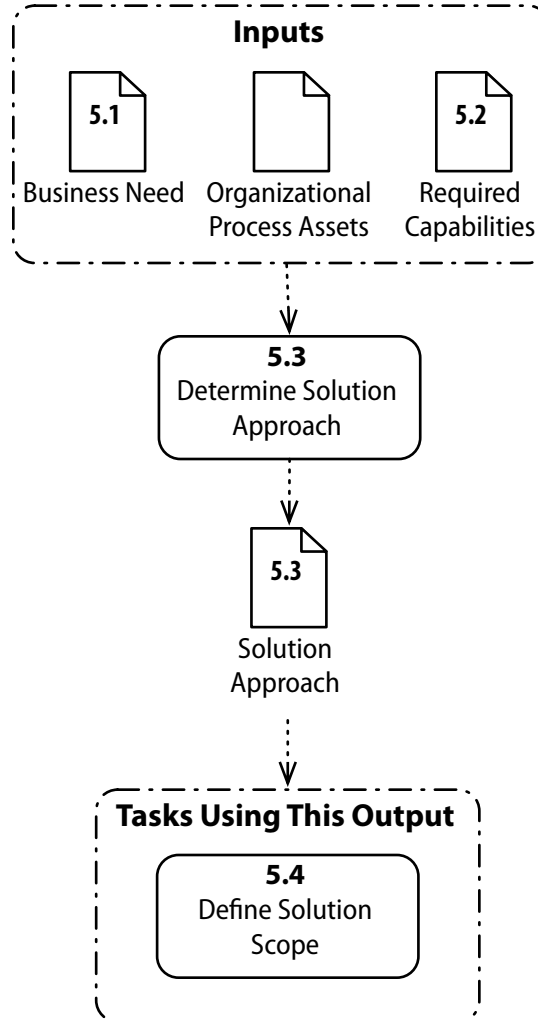 Inputs
5.1
5.2
Business Need
Organizational
Process Assets
Required
Capabilities
5.3
Determine Solution
Approach
5.3
Solution
Approach
Tasks Using This Output
5.4
Define Solution
Scope